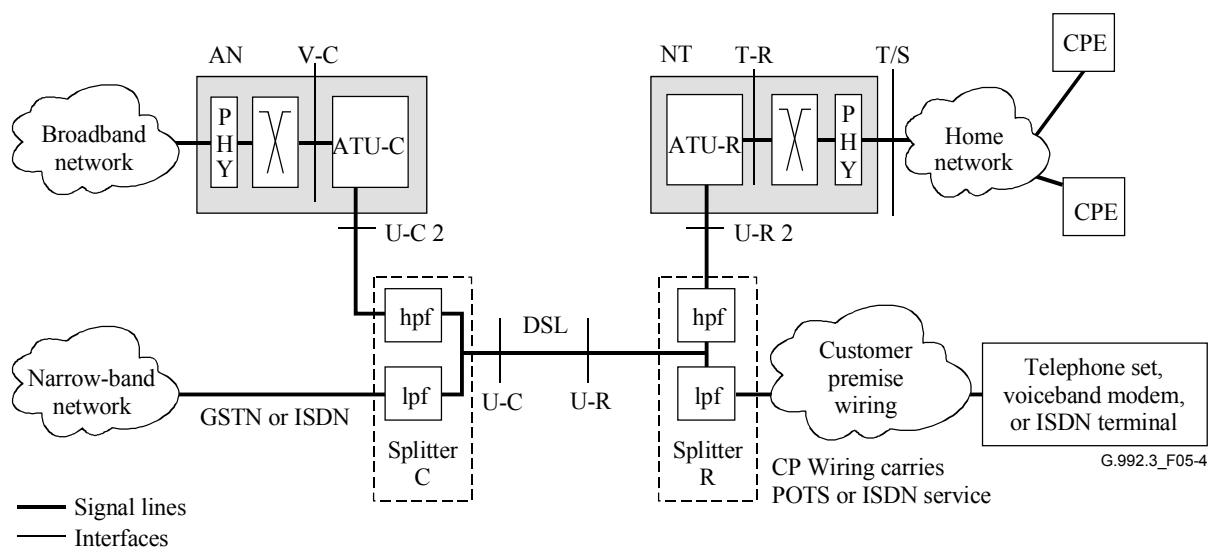 AN
V-C
NT
T-R
T/S
CPE
Broadband
network
P
H
Y
ATU-C
ATU-R
P
H
Y
Home
network
CPE
U-C 2
U-R 2
hpf
DSL
hpf
Narrow-band
network
GSTN or ISDN
lpf
U-C
U-R
lpf
Customer
premise
wiring
Telephone set,
voiceband modem,
or ISDN terminal
G.992.3_F05-4
Splitter
C
Splitter
R
CP Wiring carries
POTS or ISDN service
Signal lines
Interfaces